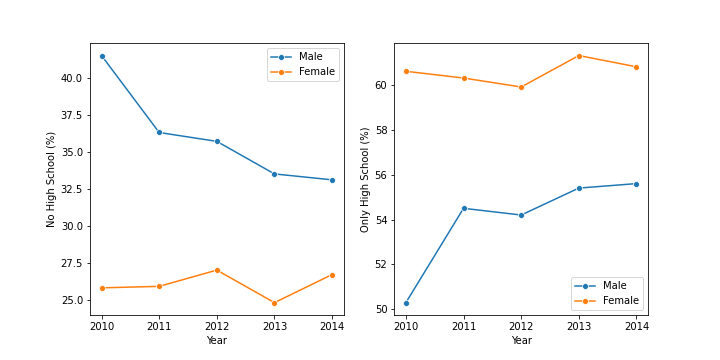 No High School (%)
40.0
37.5
35.0
32.5
30.0
27.5
25.0
2010 2011 2012 2013 2014
Year
Male
Female
Only High School (%)
60
58
56
54
52
50
2010 2011 2012 2013 2014
Year
Male
Female